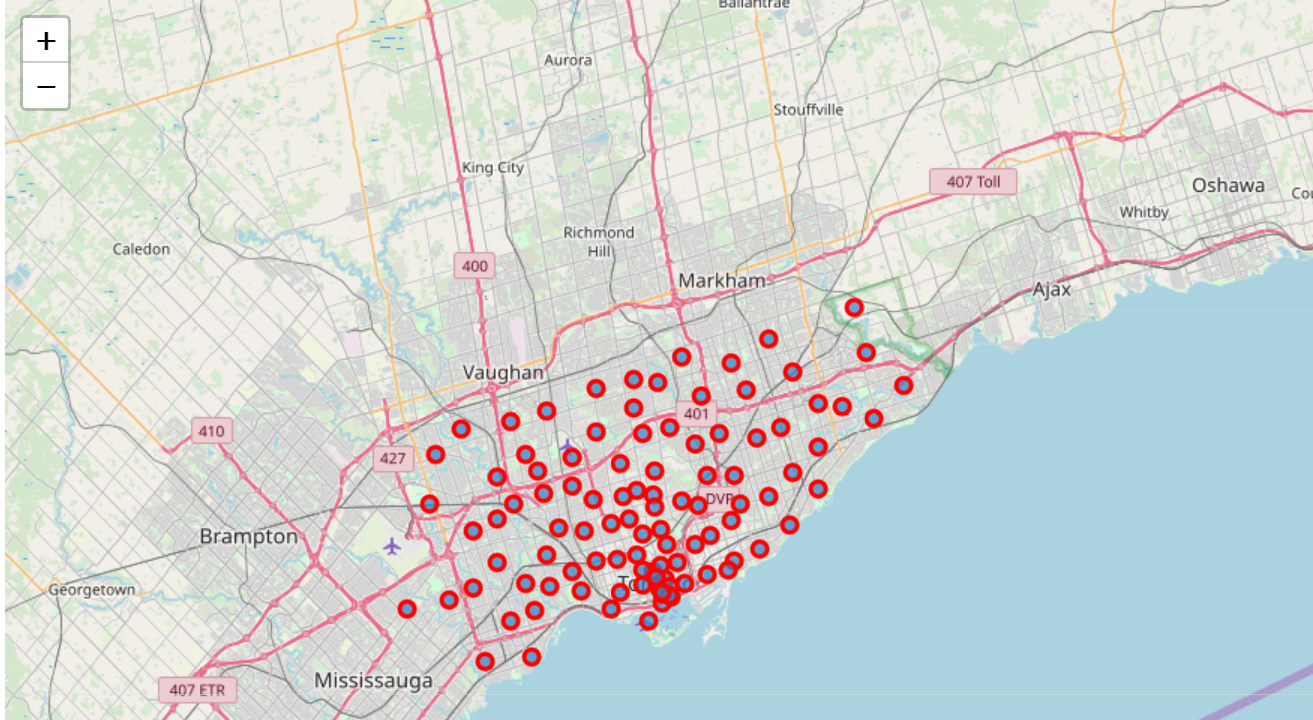 Ballantrae
+
Aurora
−
Stouffville
King City
407 Toll
Oshawa
Whitby
Richmond
Hill
Caledon
400
Markham
Ajax
Vaughan
401
410
427
DVP
Brampton
Georgetown
Mississauga
407 ETR